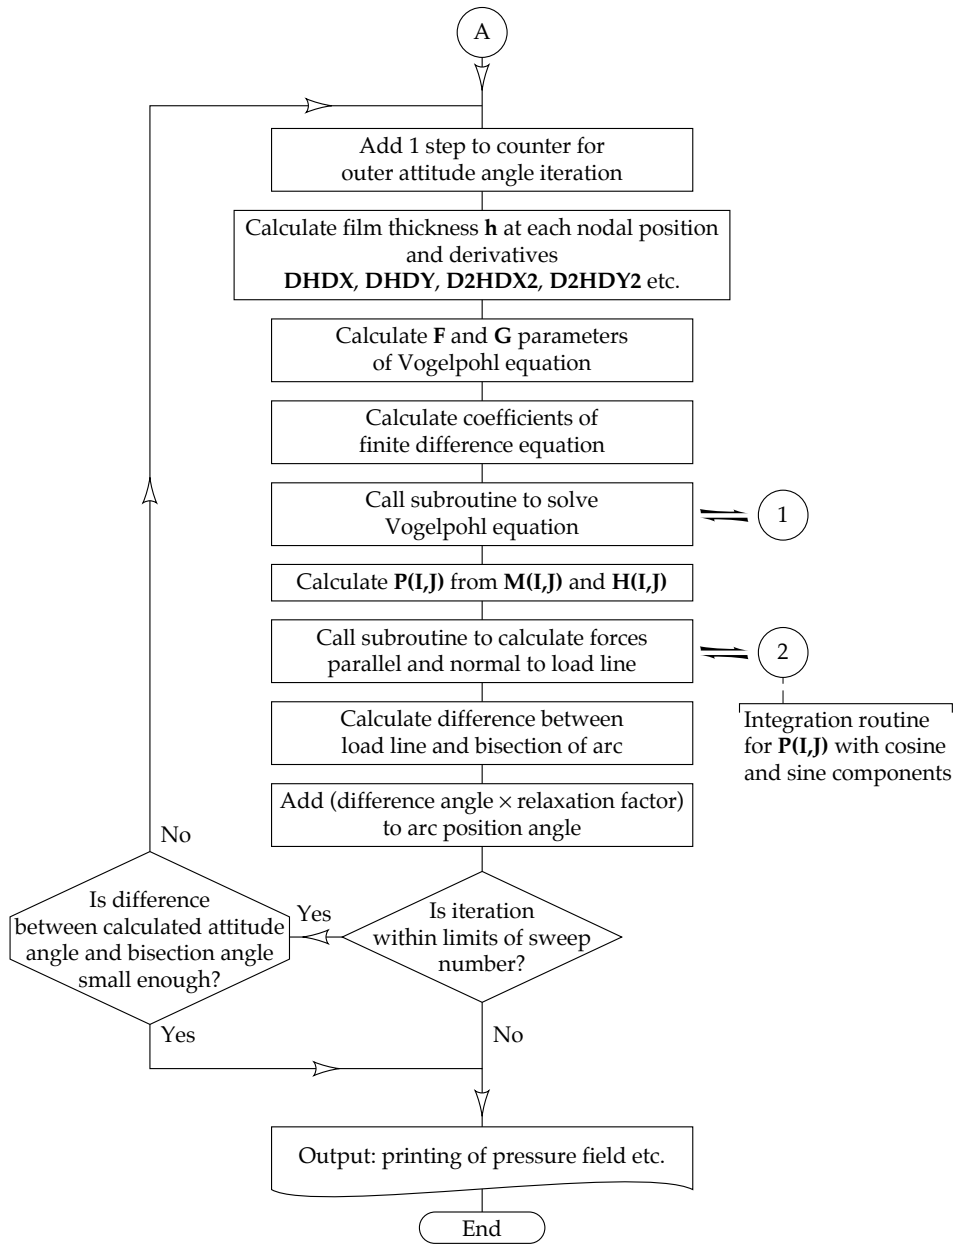 A
Add 1 step to counter for
outer attitude angle iteration
Calculate film thickness h at each nodal position
and derivatives
DHDX, DHDY, D2HDX2, D2HDY2 etc.
Calculate F and G parameters
of Vogelpohl equation
Calculate coefficients of
finite difference equation
Call subroutine to solve
Vogelpohl equation
1
Calculate P(I,J) from M(I,J) and H(I,J)
Call subroutine to calculate forces
parallel and normal to load line
2
Integration routine
for P(I,J) with cosine
and sine components
Calculate difference between
load line and bisection of arc
Add (difference angle × relaxation factor)
to arc position angle
Is iteration
within limits of sweep
number?
Yes
Is difference
between calculated attitude
angle and bisection angle
small enough?
No
Yes
No
Output: printing of pressure field etc.
End